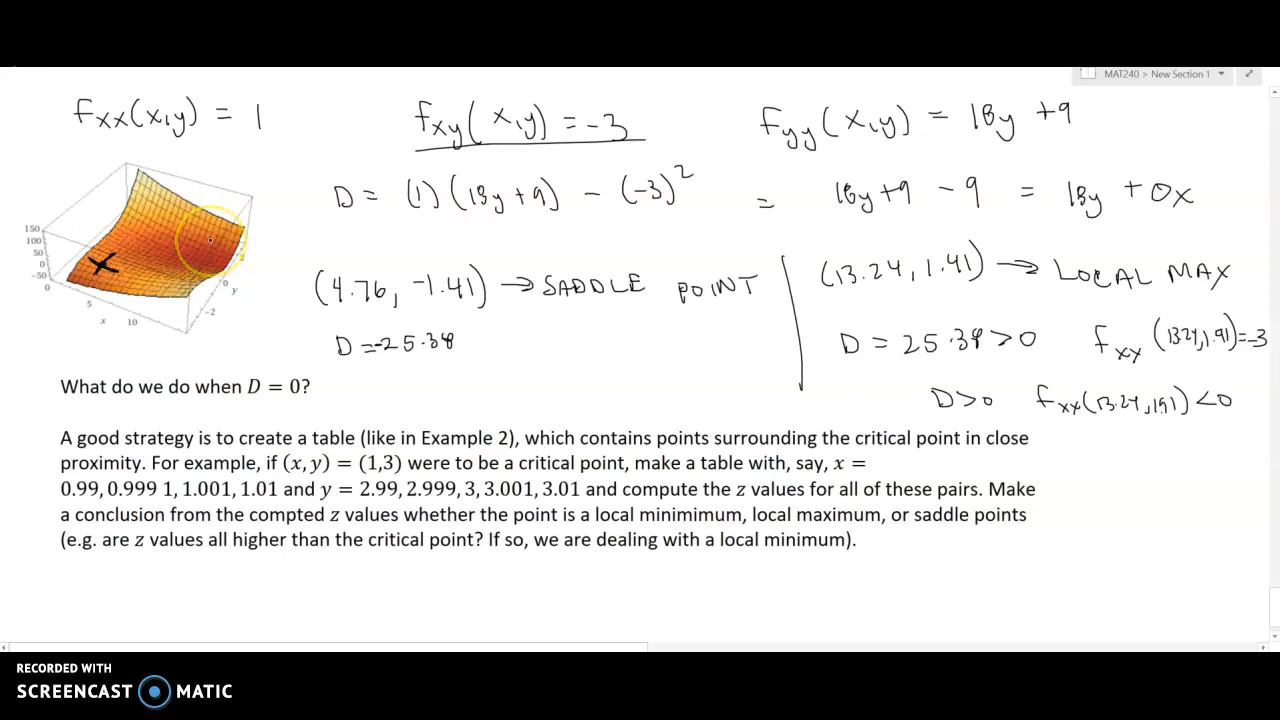 MAT240 > New Section 1
fxx(x,y) = 1
fxy(x,y) = -3
fyy(x,y) = 18y + 9
D = (1)(18y+9) - (-3)²
= 18y+9 - 9 = 18y + 0x
150
100
50
0
-50
0
5
10
x
-2
0
2
y
(4.76, -1.41) → SADDLE POINT
D = -25.38
(13.24, 1.41) → LOCAL MAX
D = 25.38 > 0 fxx(13.24,1.91) = -3
D>0 fxx(13.24,1.91) < 0
What do we do when D = 0?
A good strategy is to create a table (like in Example 2), which contains points surrounding the critical point in close
proximity. For example, if (x, y) = (1,3) were to be a critical point, make a table with, say, x =
0.99, 0.999 1, 1.001, 1.01 and y = 2.99, 2.999, 3, 3.001, 3.01 and compute the z values for all of these pairs. Make
a conclusion from the compted z values whether the point is a local minimimum, local maximum, or saddle points
(e.g. are z values all higher than the critical point? If so, we are dealing with a local minimum).
RECORDED WITH
SCREENCAST MATIC